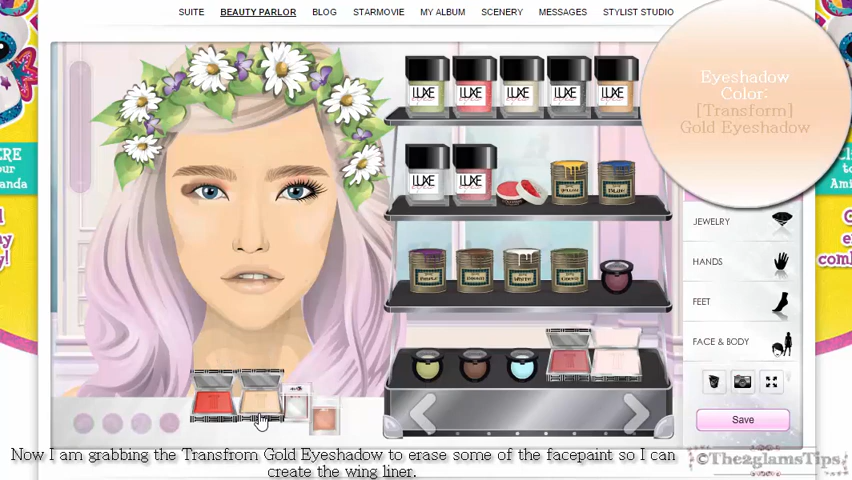 SUITE
BEAUTY PARLOR
BLOG
STARMOVIE
MY ALBUM
SCENERY
MESSAGES
STYLIST STUDIO
Eyeshadow
Color:
[Transform]
Gold Eyeshadow
LUXE
LUXE
LUXE
LUXE
LUXE
LUXE
LUXE
JEWELRY
HANDS
FEET
FACE & BODY
Save
Now I am grabbing the Transfrom Gold Eyeshadow to erase some of the facepaint so I can
create the wing liner.
©The2glamsTips